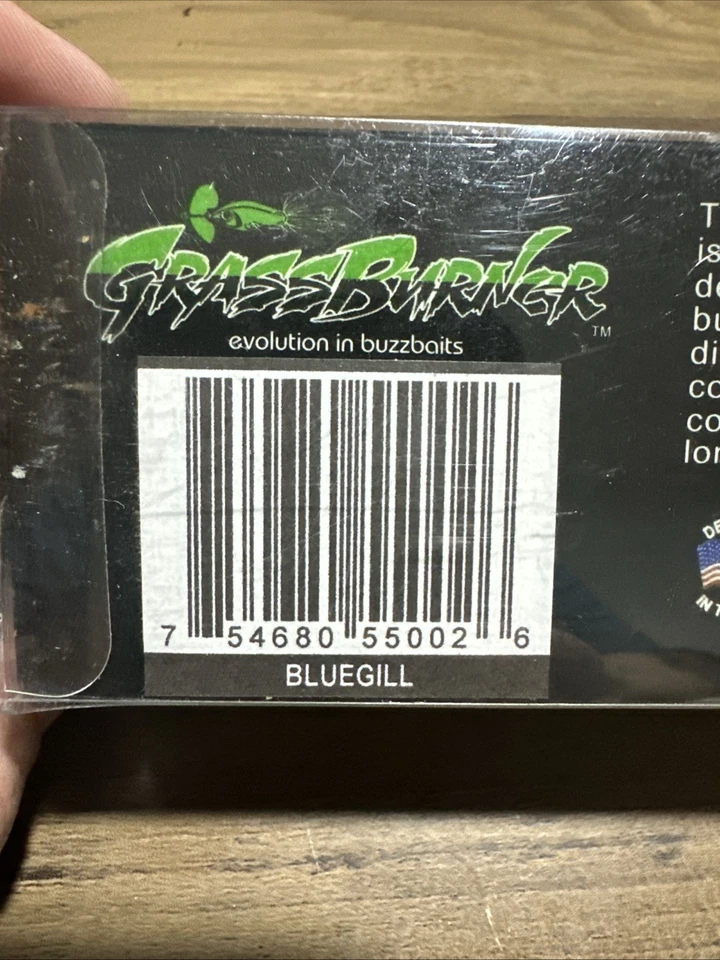 GRASSBURNER
TM
evolution in buzzbaits
7 54680 55002 6
BLUEGILL